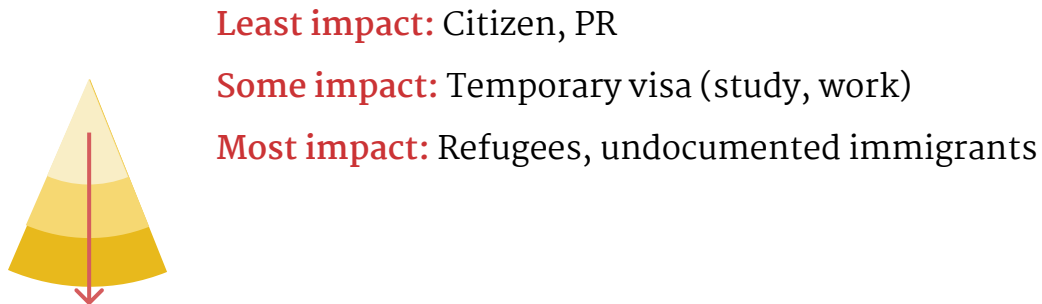 Least impact: Citizen, PR
Some impact: Temporary visa (study, work)
Most impact: Refugees, undocumented immigrants